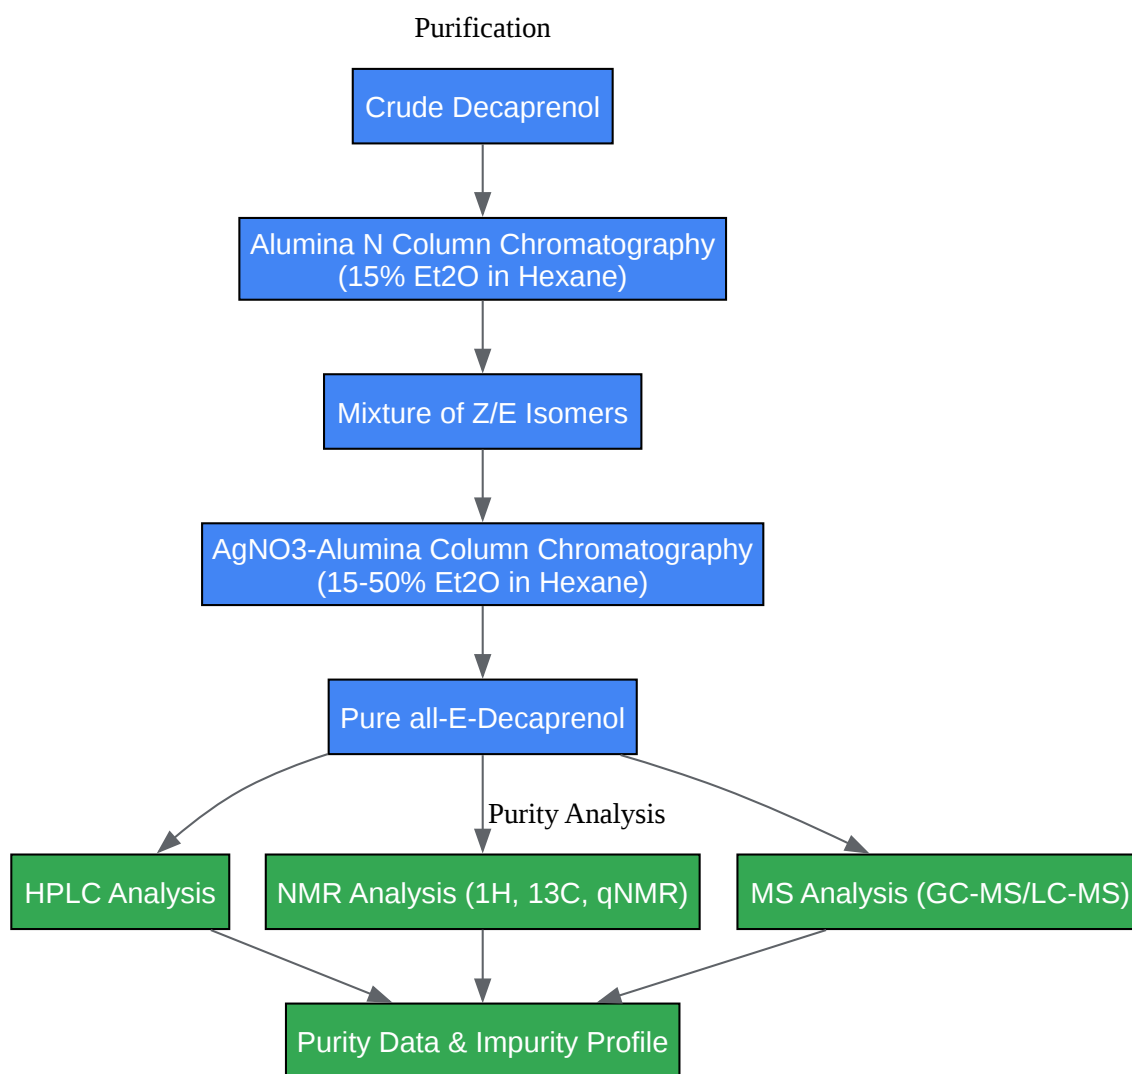 Purification
Crude Decaprenol
Alumina N Column Chromatography
(15% Et2O in Hexane)
Mixture of Z/E Isomers
AgNO3-Alumina Column Chromatography
(15-50% Et2O in Hexane)
Pure all-E-Decaprenol
Purity Analysis
HPLC Analysis
NMR Analysis (1H, 13C, qNMR)
MS Analysis (GC-MS/LC-MS)
Purity Data & Impurity Profile